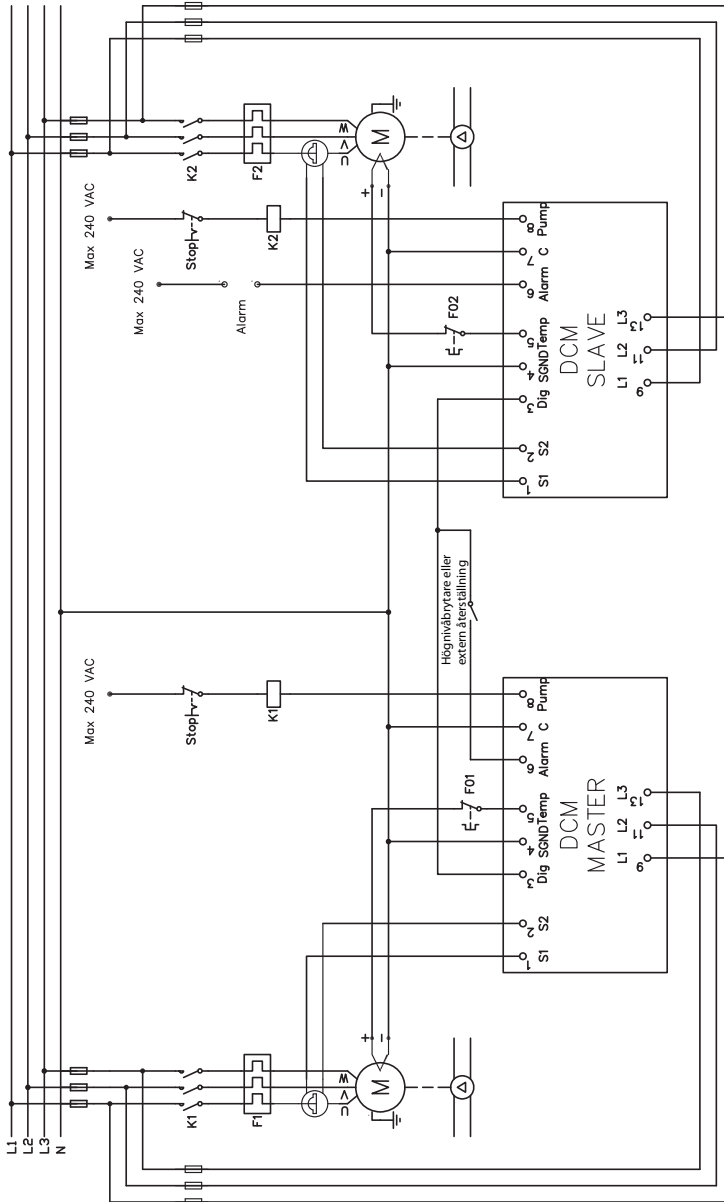 L1
L2
L3
N
Max 240 VAC
Max 240 VAC
Max 240 VAC
K1
Stop
Stop
K2
Alarm
F1
K1
F2
K2
U V W
U V W
M
M
- +
- +
Högnivåbrytare eller
extern återställning
F01
F02
1 2 3 4 5 6 7 8
S1 S2 Dig SGND Temp Alarm C Pump
1 2 3 4 5 6 7 8
S1 S2 Dig SGND Temp Alarm C Pump
DCM
MASTER
DCM
SLAVE
L1 L2 L3
9 11 13
L1 L2 L3
9 11 13